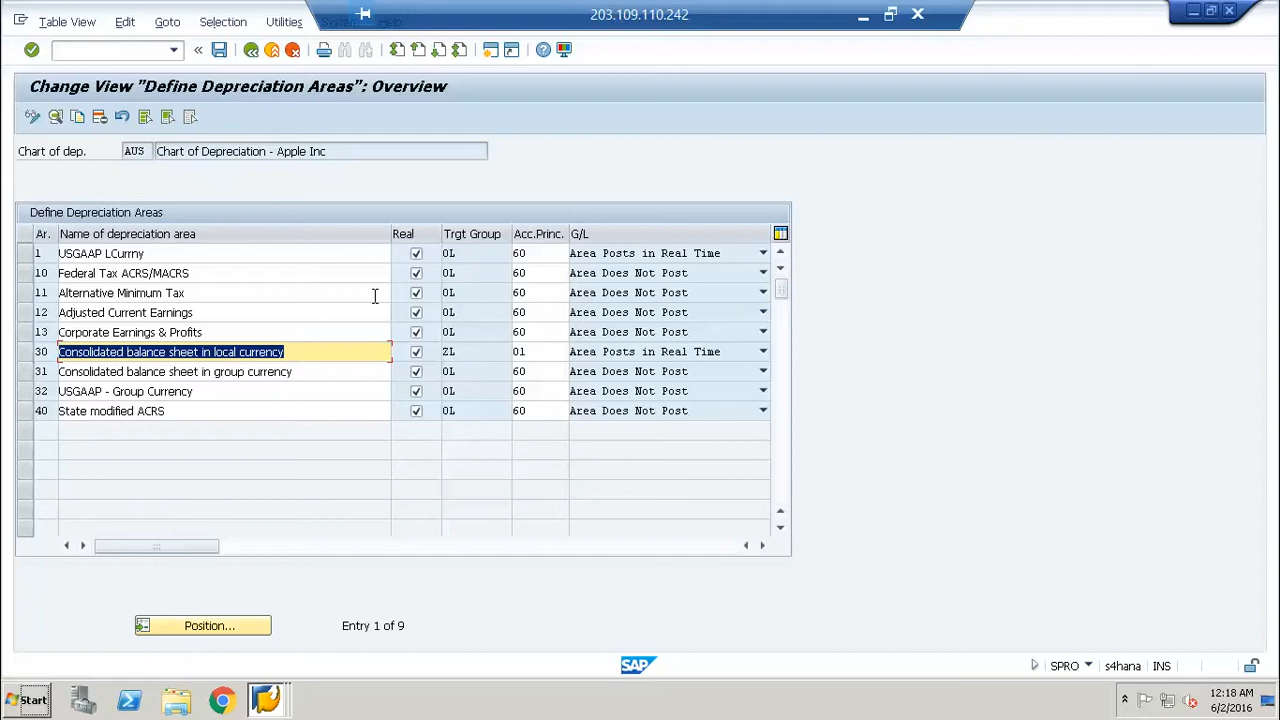 203.109.110.242
Table View Edit Goto Selection Utilities System Help
Change View "Define Depreciation Areas": Overview
Chart of dep. AUS Chart of Depreciation - Apple Inc
Define Depreciation Areas
Ar. Name of depreciation area Real Trgt Group Acc.Princ. G/L
1 USGAAP LCurrny 0L 60 Area Posts in Real Time
10 Federal Tax ACRS/MACRS 0L 60 Area Does Not Post
11 Alternative Minimum Tax 0L 60 Area Does Not Post
12 Adjusted Current Earnings 0L 60 Area Does Not Post
13 Corporate Earnings & Profits 0L 60 Area Does Not Post
30 Consolidated balance sheet in local currency ZL 01 Area Posts in Real Time
31 Consolidated balance sheet in group currency 0L 60 Area Does Not Post
32 USGAAP - Group Currency 0L 60 Area Does Not Post
40 State modified ACRS 0L 60 Area Does Not Post
Position... Entry 1 of 9
SAP
SPRO s4hana INS
Start
12:18 AM
6/2/2016